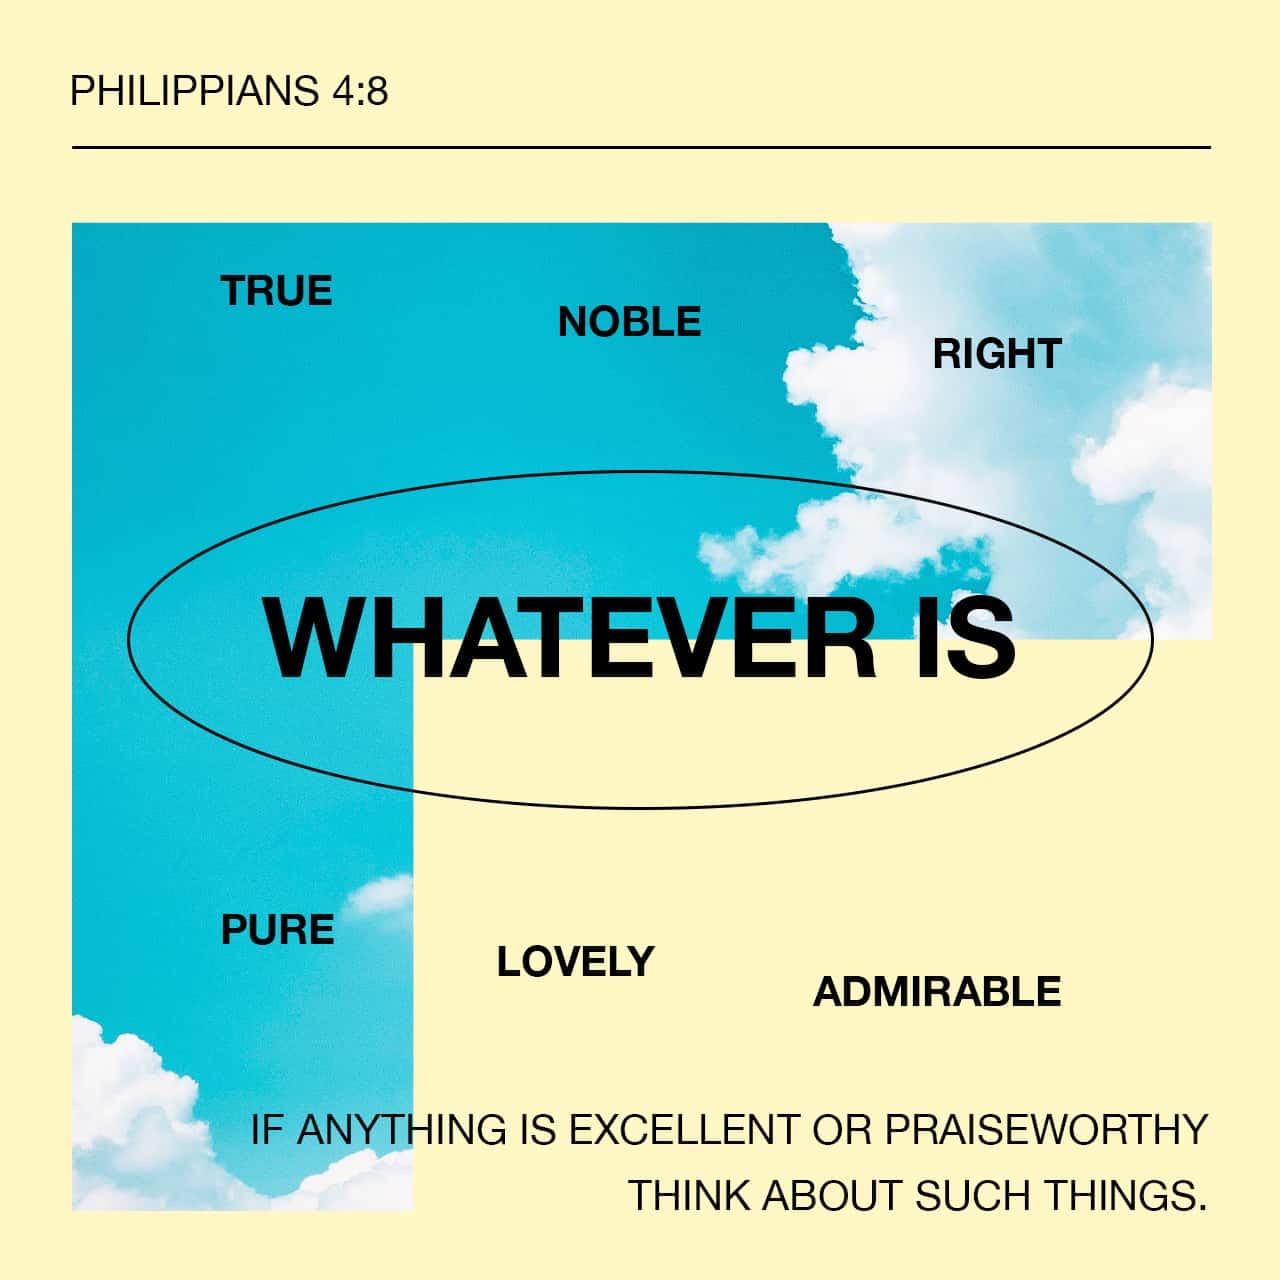 PHILIPPIANS 4:8
TRUE
NOBLE
RIGHT
WHATEVER IS
PURE
LOVELY
ADMIRABLE
IF ANYTHING IS EXCELLENT OR PRAISEWORTHY
THINK ABOUT SUCH THINGS.